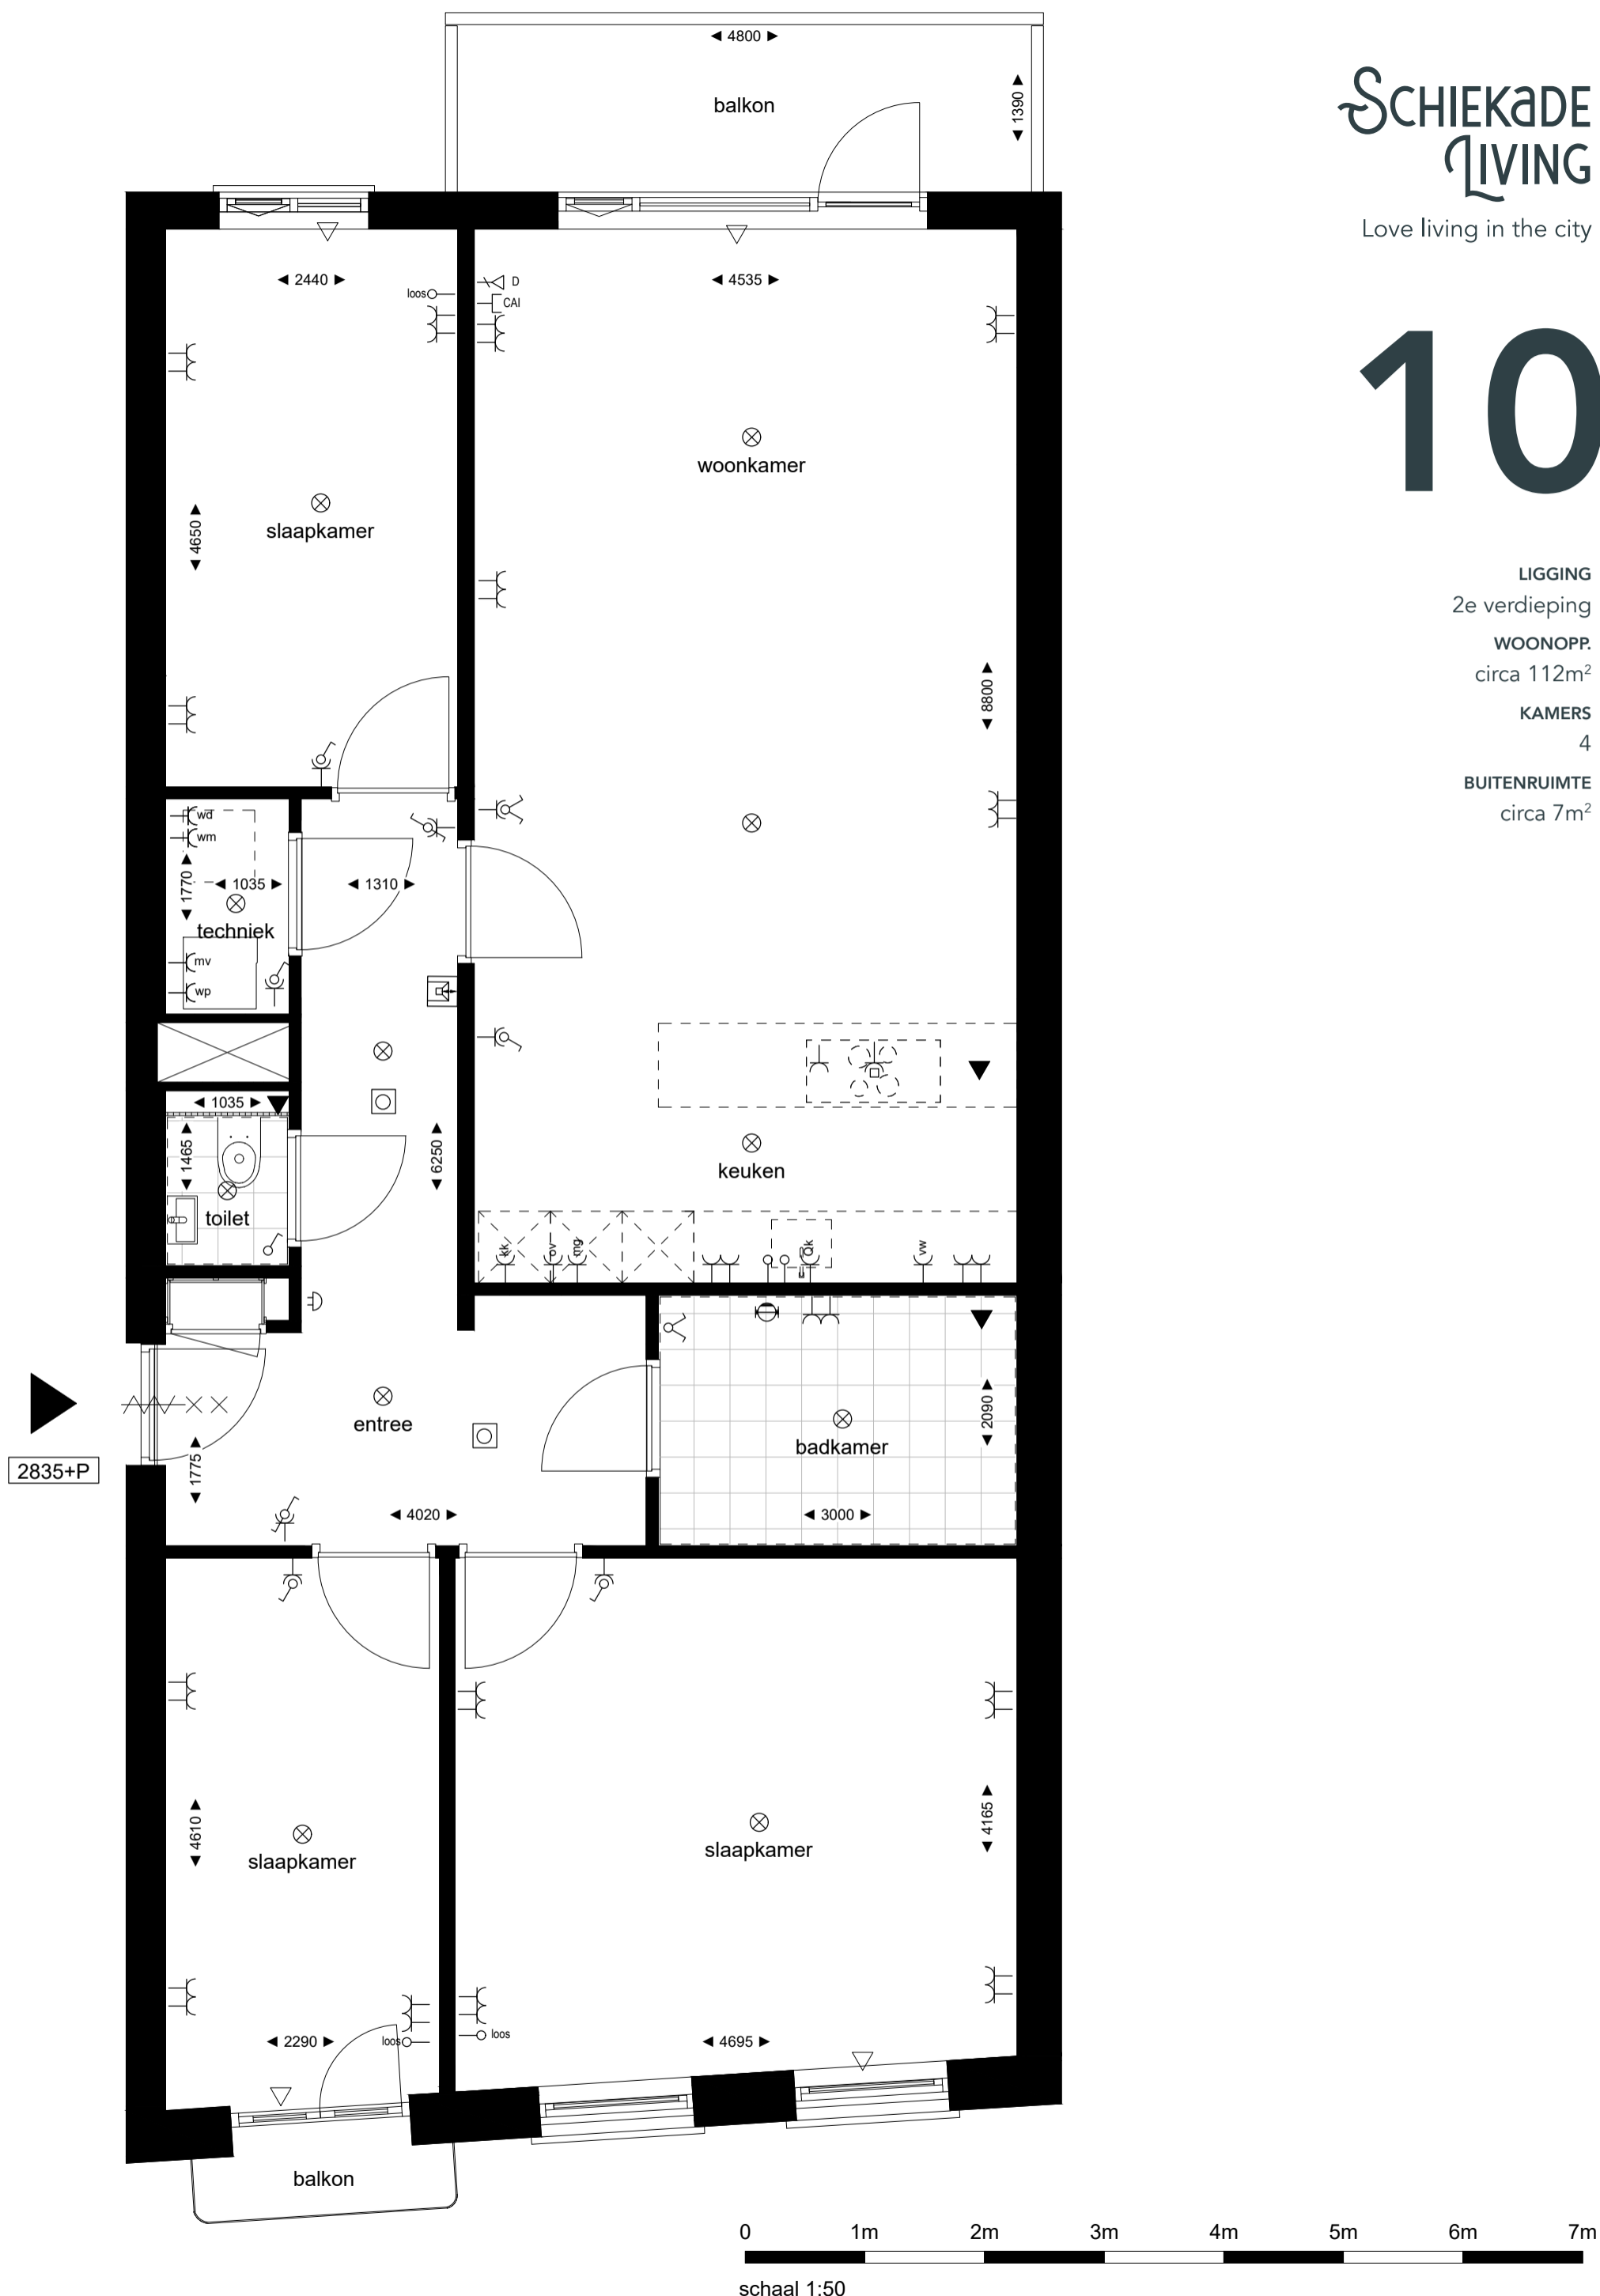 SCHIEKADE
LIVING
Love living in the city
10
LIGGING
2e verdieping
WOONOPP.
circa 112m²
KAMERS
4
BUITENRUIMTE
circa 7m²
◄ 4800 ►
balkon
◄ 1390 ►
◄ 2440 ►
loos
D
CAI
◄ 4535 ►
woonkamer
◄ 4650 ►
slaapkamer
◄ 8800 ►
wd
wm
◄ 1770 ►
◄ 1035 ►
◄ 1310 ►
techniek
mv
wp
◄ 1035 ►
◄ 1465 ►
toilet
◄ 6250 ►
keuken
kk
ov
mg
Qk
vw
2835+P
entree
◄ 1775 ►
◄ 4020 ►
badkamer
◄ 2090 ►
◄ 3000 ►
◄ 4610 ►
slaapkamer
slaapkamer
◄ 4165 ►
◄ 2290 ►
loos
loos
◄ 4695 ►
balkon
0 1m 2m 3m 4m 5m 6m 7m
schaal 1:50